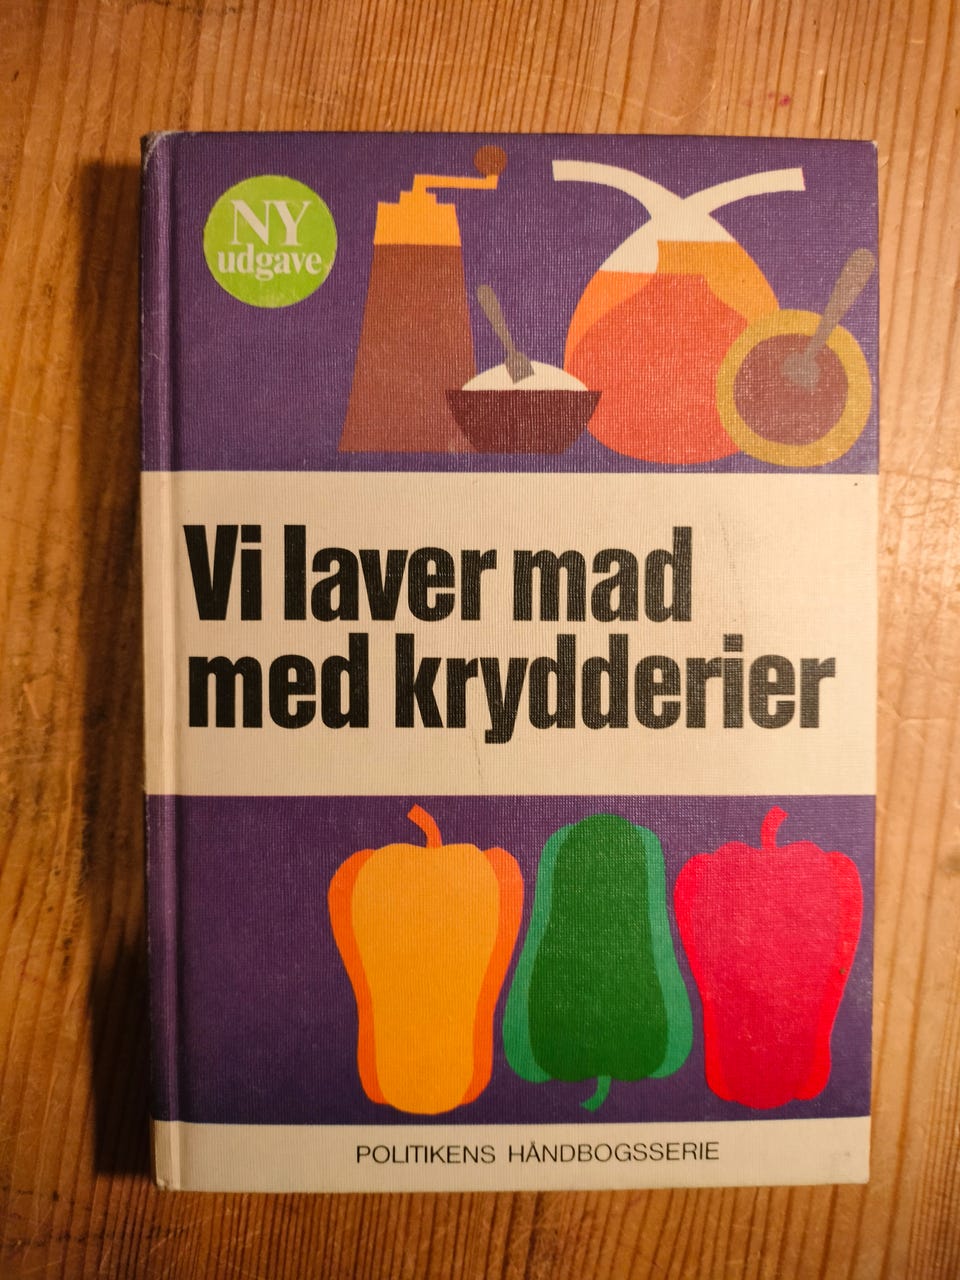 NY
udgave
Vi laver mad
med krydderier
POLITIKENS HÅNDBOGSSERIE